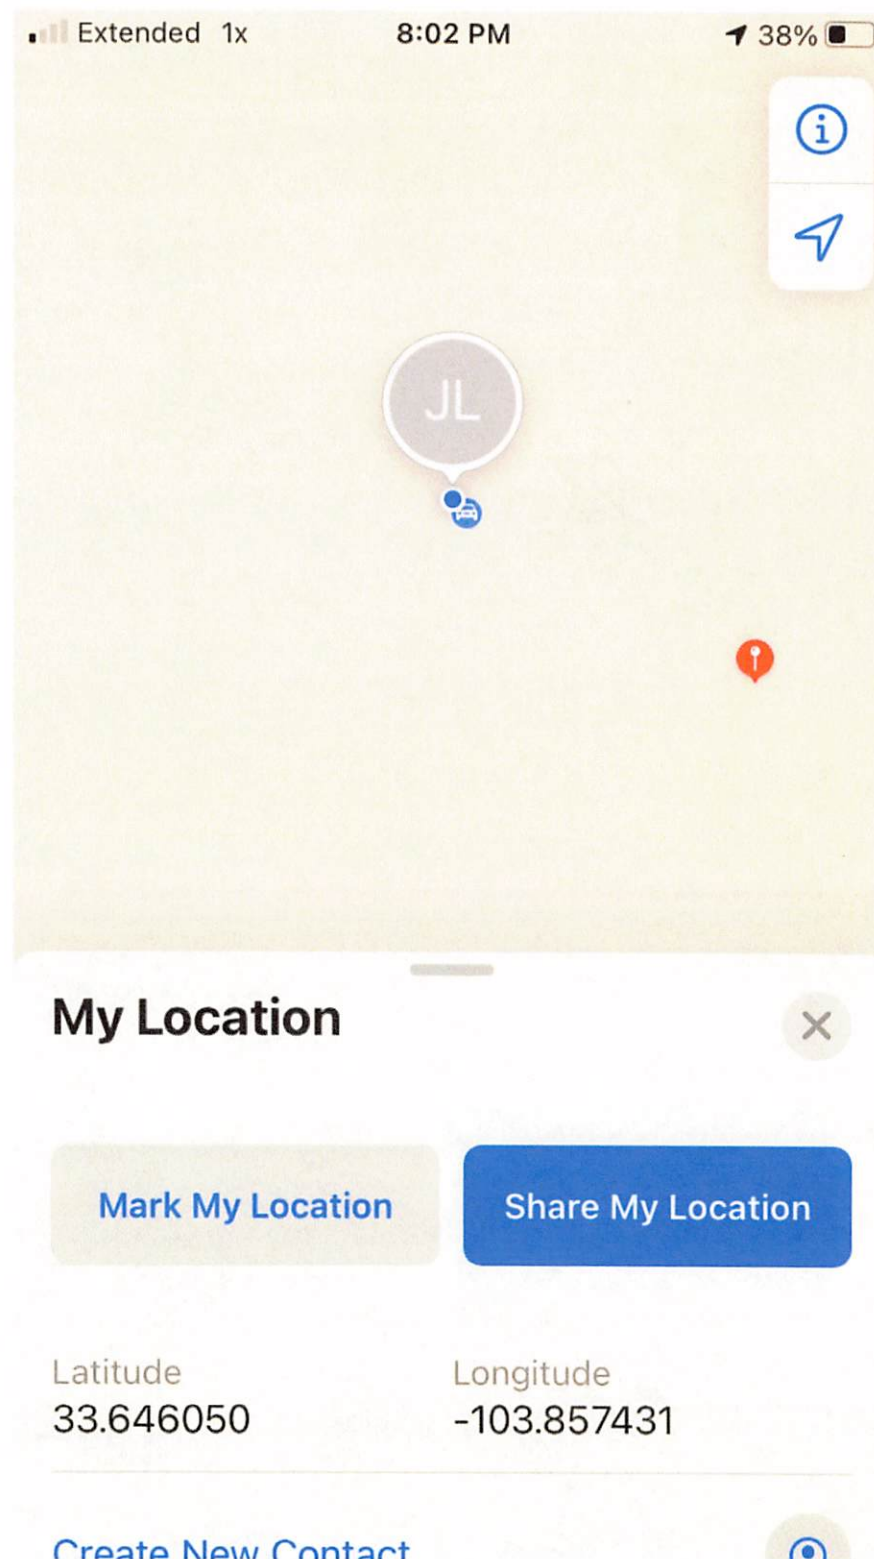 Extended 1x 8:02 PM 38%
JL
My Location
Mark My Location Share My Location
Latitude Longitude
33.646050 -103.857431
Create New Contact